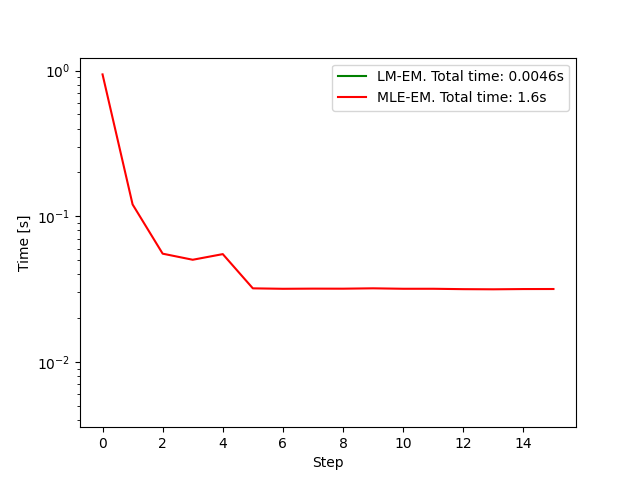 LM-EM. Total time: 0.0046s
MLE-EM. Total time: 1.6s
Time [s]
10⁰
10⁻¹
10⁻²
0 2 4 6 8 10 12 14
Step